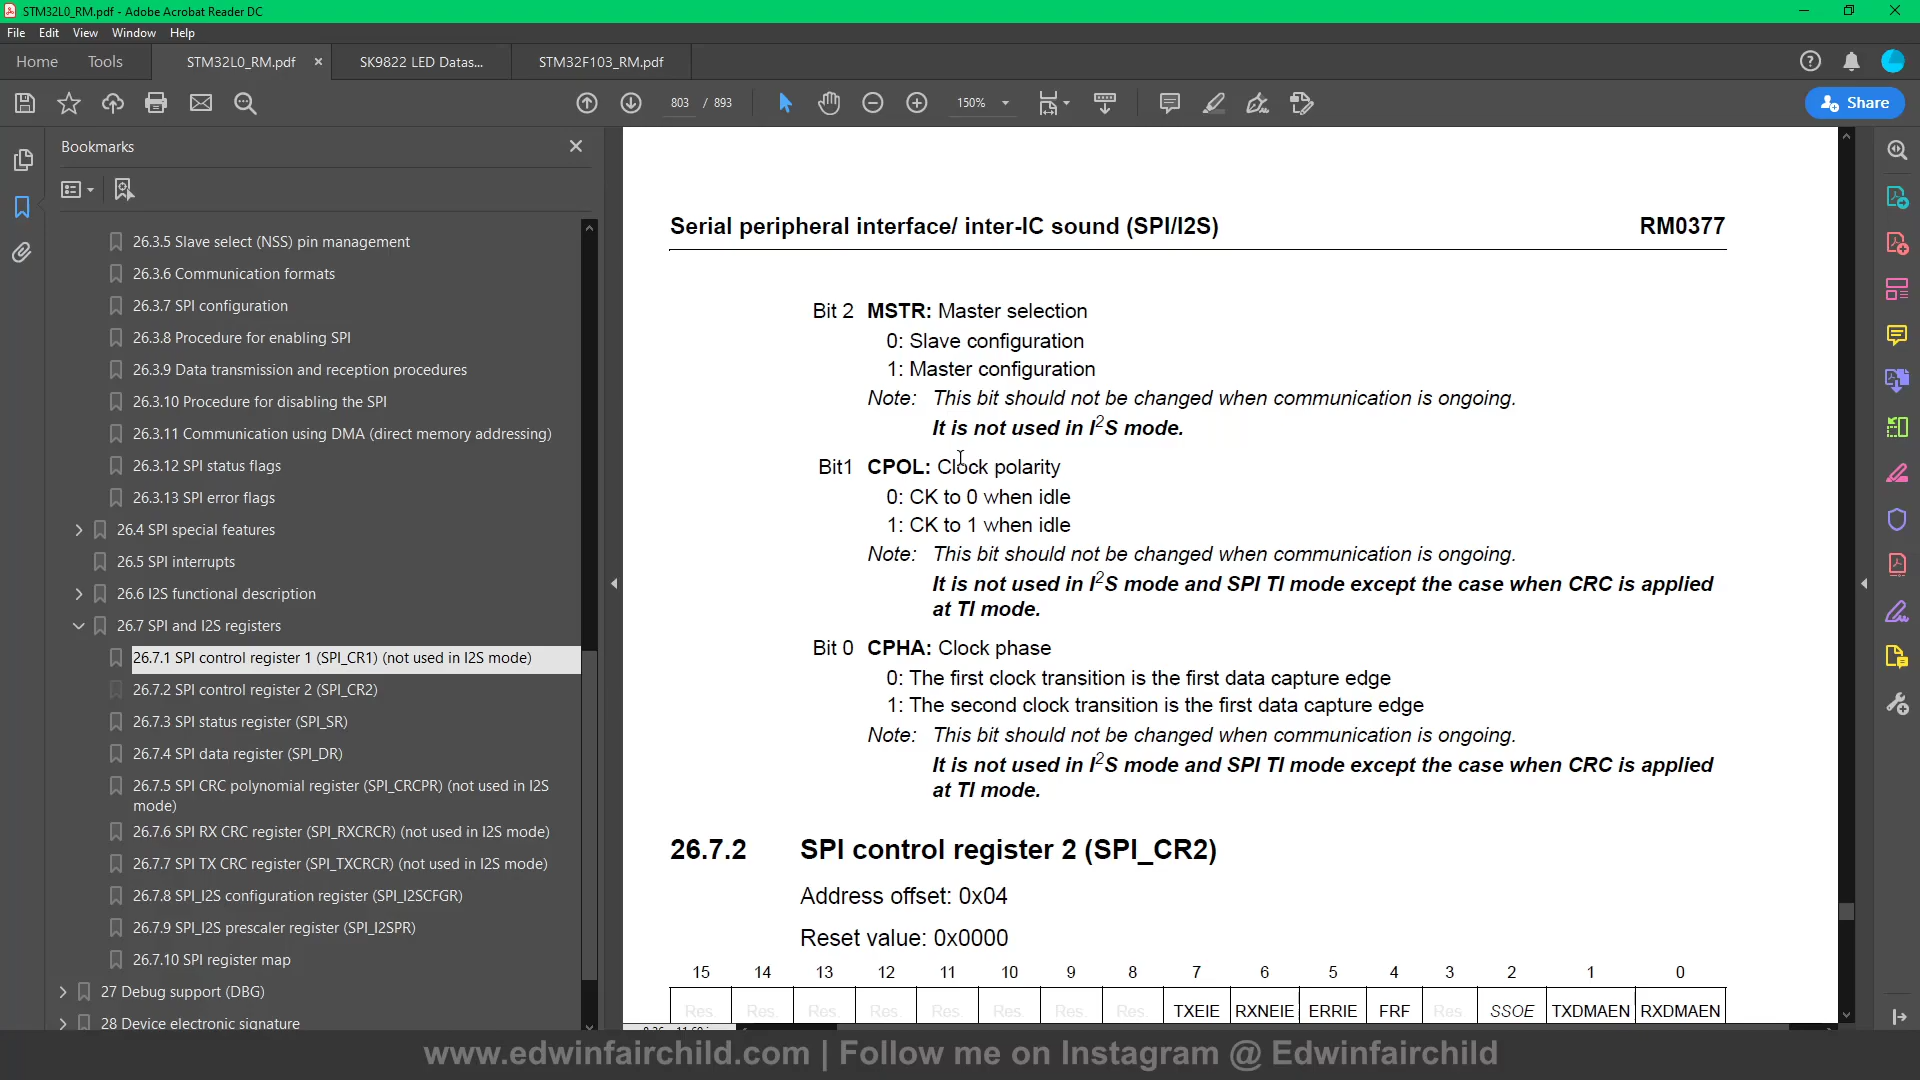 STM32L0_RM.pdf - Adobe Acrobat Reader DC
File Edit View Window Help
Home Tools STM32L0_RM.pdf × SK9822 LED Datas... STM32F103_RM.pdf
803 / 893 150% Share
Bookmarks
26.3.5 Slave select (NSS) pin management
26.3.6 Communication formats
26.3.7 SPI configuration
26.3.8 Procedure for enabling SPI
26.3.9 Data transmission and reception procedures
26.3.10 Procedure for disabling the SPI
26.3.11 Communication using DMA (direct memory addressing)
26.3.12 SPI status flags
26.3.13 SPI error flags
26.4 SPI special features
26.5 SPI interrupts
26.6 I2S functional description
26.7 SPI and I2S registers
26.7.1 SPI control register 1 (SPI_CR1) (not used in I2S mode)
26.7.2 SPI control register 2 (SPI_CR2)
26.7.3 SPI status register (SPI_SR)
26.7.4 SPI data register (SPI_DR)
26.7.5 SPI CRC polynomial register (SPI_CRCPR) (not used in I2S
mode)
26.7.6 SPI RX CRC register (SPI_RXCRCR) (not used in I2S mode)
26.7.7 SPI TX CRC register (SPI_TXCRCR) (not used in I2S mode)
26.7.8 SPI_I2S configuration register (SPI_I2SCFGR)
26.7.9 SPI_I2S prescaler register (SPI_I2SPR)
26.7.10 SPI register map
27 Debug support (DBG)
28 Device electronic signature
Serial peripheral interface/ inter-IC sound (SPI/I2S) RM0377
Bit 2 MSTR: Master selection
0: Slave configuration
1: Master configuration
Note: This bit should not be changed when communication is ongoing.
It is not used in I²S mode.
Bit1 CPOL: Clock polarity
0: CK to 0 when idle
1: CK to 1 when idle
Note: This bit should not be changed when communication is ongoing.
It is not used in I²S mode and SPI TI mode except the case when CRC is applied
at TI mode.
Bit 0 CPHA: Clock phase
0: The first clock transition is the first data capture edge
1: The second clock transition is the first data capture edge
Note: This bit should not be changed when communication is ongoing.
It is not used in I²S mode and SPI TI mode except the case when CRC is applied
at TI mode.
26.7.2 SPI control register 2 (SPI_CR2)
Address offset: 0x04
Reset value: 0x0000
15 14 13 12 11 10 9 8 7 6 5 4 3 2 1 0
Res. Res. Res. Res. Res. Res. Res. Res. TXEIE RXNEIE ERRIE FRF Res. SSOE TXDMAEN RXDMAEN
www.edwinfairchild.com | Follow me on Instagram @ Edwinfairchild